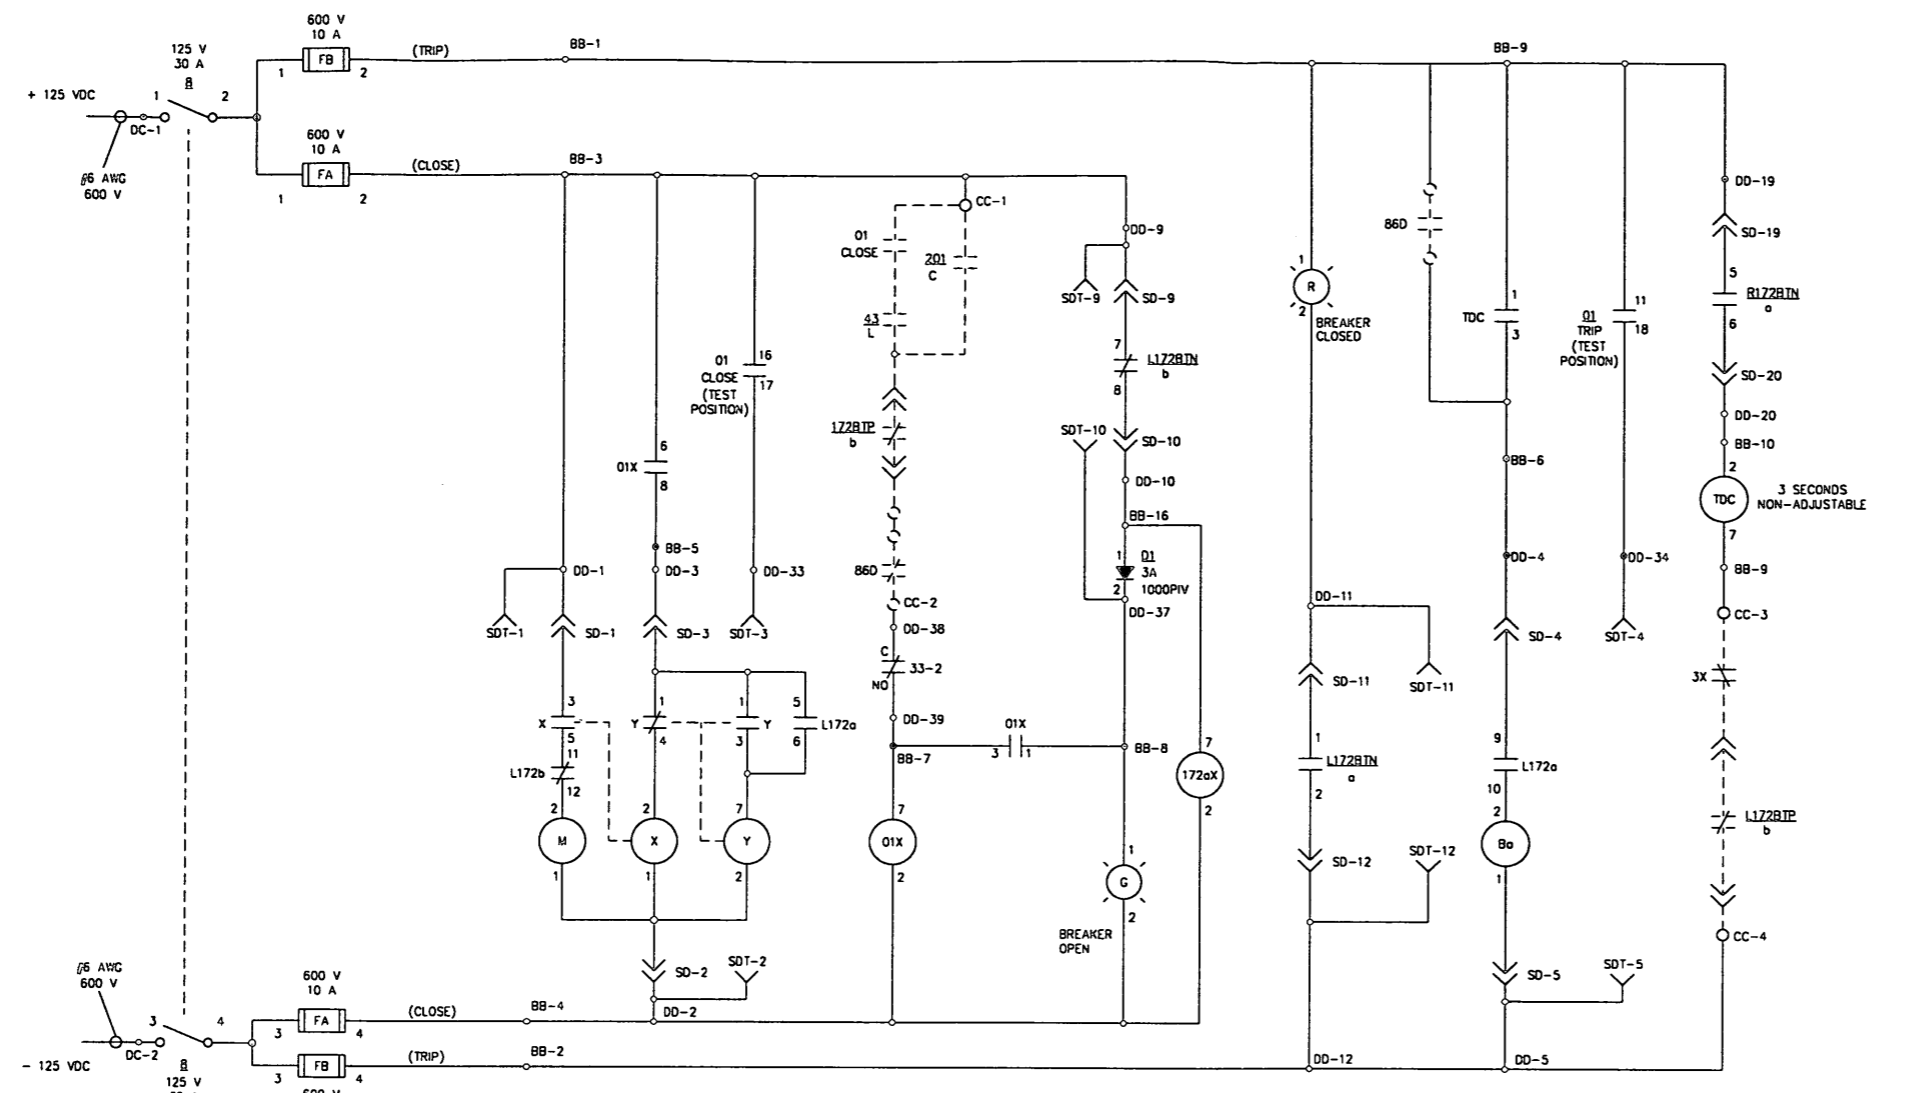 600 V
10 A
FB
1
2
(TRIP)
BB-1
BB-9
125 V
30 A
8
+ 125 VDC
1
2
DC-1
#6 AWG
600 V
600 V
10 A
FA
1
2
(CLOSE)
BB-3
CC-1
01
CLOSE
201
C
43
L
172BTP
b
86D
CC-2
DD-38
C
33-2
NO
DD-39
BB-7
01X
3
1
BB-8
7
01X
2
DD-9
SDT-9
SD-9
7
L172BTN
b
8
SDT-10
SD-10
DD-10
BB-16
1
D1
3A
1000PIV
2
DD-37
7
172aX
2
1
G
2
BREAKER
OPEN
01
CLOSE
(TEST
POSITION)
16
17
6
01X
8
BB-5
DD-1
DD-3
DD-33
SDT-1
SD-1
SD-3
SDT-3
3
X
5
11
L172b
12
2
M
1
1
Y
4
2
X
1
1
Y
3
7
Y
2
5
L172a
6
SD-2
SDT-2
DD-2
1
R
2
BREAKER
CLOSED
DD-11
SD-11
SDT-11
1
L172BTN
a
2
SD-12
SDT-12
DD-12
86D
1
TDC
3
BB-6
DD-4
SD-4
9
L172a
10
2
Ba
1
SD-5
SDT-5
DD-5
11
01
TRIP
(TEST
POSITION)
18
DD-34
SDT-4
DD-19
SD-19
5
R172BTN
a
6
SD-20
DD-20
BB-10
2
TDC
3 SECONDS
NON-ADJUSTABLE
7
BB-9
CC-3
3X
L172BTP
b
CC-4
#6 AWG
600 V
3
4
DC-2
- 125 VDC
8
125 V
600 V
10 A
FA
3
4
(CLOSE)
BB-4
FB
3
4
(TRIP)
BB-2
600 V